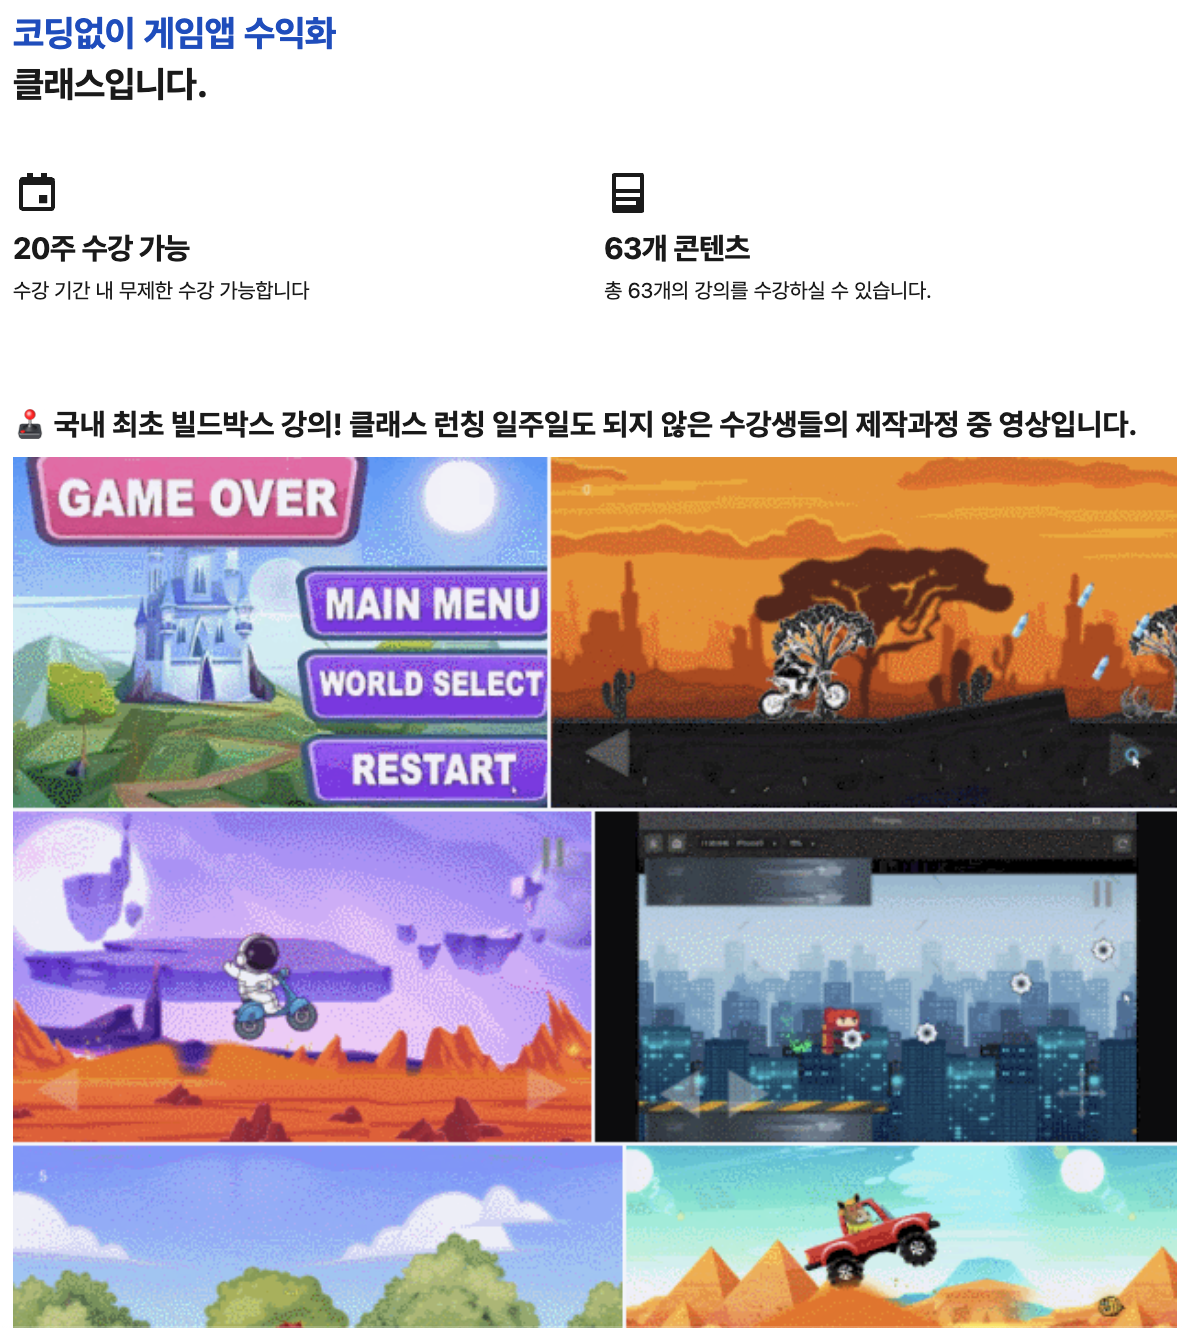 코딩없이 게임앱 수익화
클래스입니다.
20주 수강 가능
수강 기간 내 무제한 수강 가능합니다
63개 콘텐츠
총 63개의 강의를 수강하실 수 있습니다.
국내 최초 빌드박스 강의! 클래스 런칭 일주일도 되지 않은 수강생들의 제작과정 중 영상입니다.
GAME OVER
MAIN MENU
WORLD SELECT
RESTART
0
5